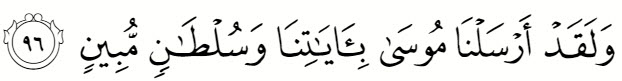 وَلَقَدۡ أَرۡسَلۡنَا مُوسَىٰ بِـَٔايَٰتِنَا وَسُلۡطَٰنٖ مُّبِينٍ ٩٦